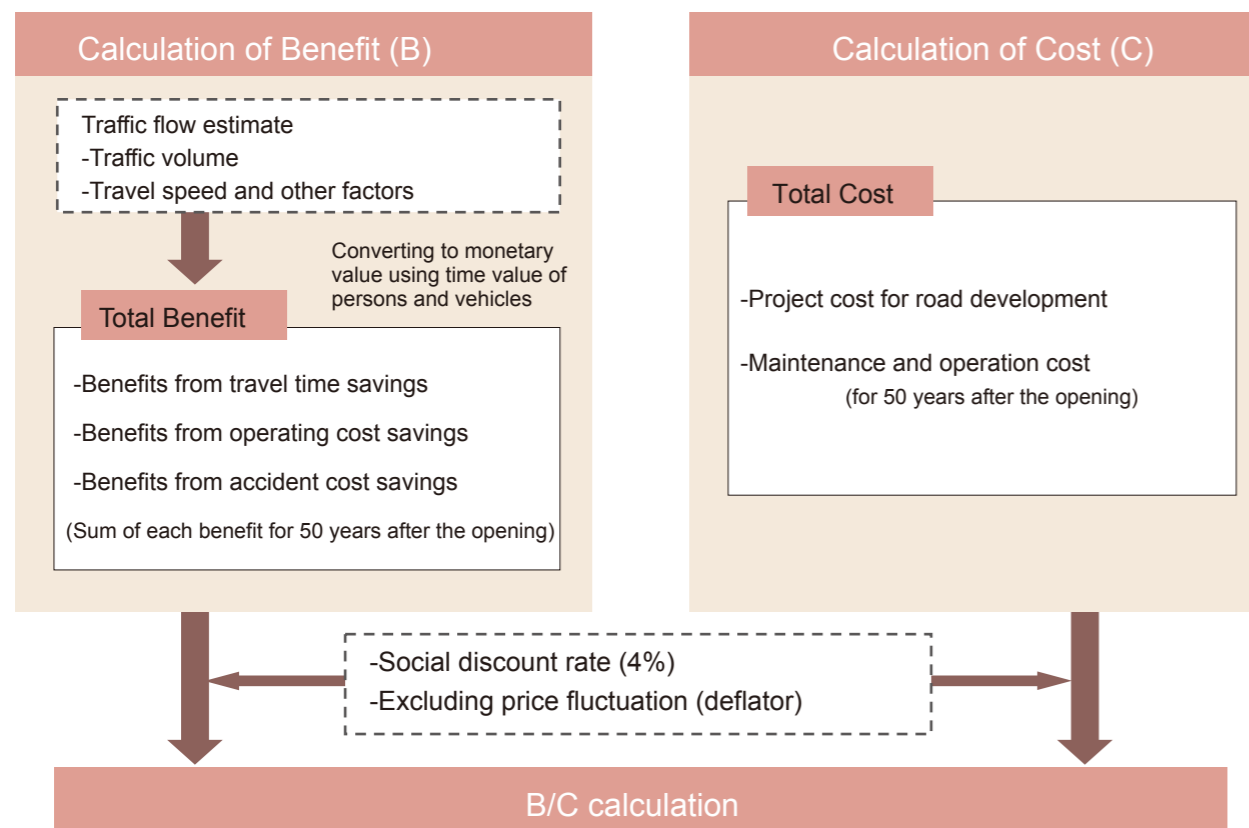 Calculation of Benefit (B)
Traffic flow estimate
-Traffic volume
-Travel speed and other factors
Converting to monetary
value using time value of
persons and vehicles
Total Benefit
-Benefits from travel time savings
-Benefits from operating cost savings
-Benefits from accident cost savings
(Sum of each benefit for 50 years after the opening)
Calculation of Cost (C)
Total Cost
-Project cost for road development
-Maintenance and operation cost
(for 50 years after the opening)
-Social discount rate (4%)
-Excluding price fluctuation (deflator)
B/C calculation